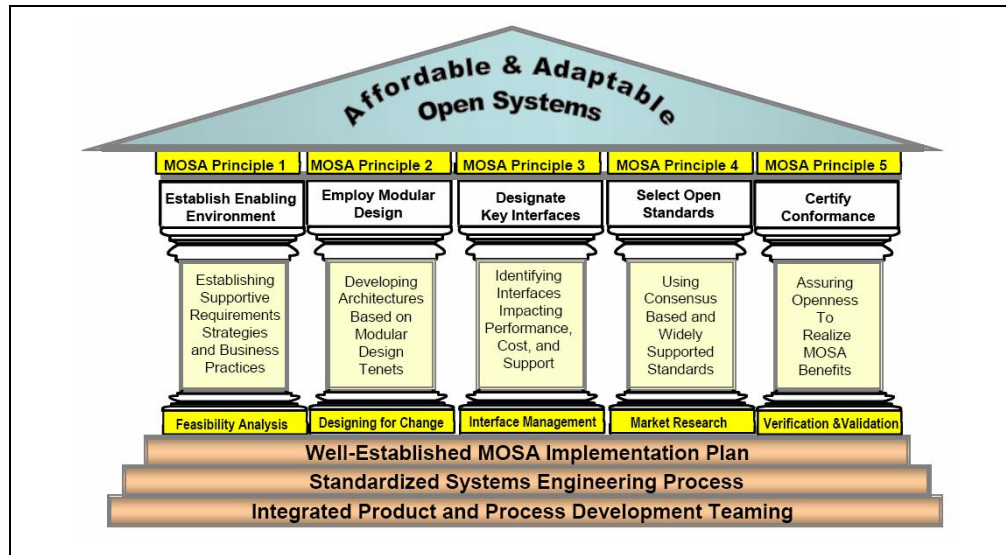 Affordable & Adaptable
Open Systems
MOSA Principle 1
MOSA Principle 2
MOSA Principle 3
MOSA Principle 4
MOSA Principle 5
Establish Enabling
Environment
Employ Modular
Design
Designate
Key Interfaces
Select Open
Standards
Certify
Conformance
Establishing
Supportive
Requirements
Strategies
and Business
Practices
Developing
Architectures
Based on
Modular
Design
Tenets
Identifying
Interfaces
Impacting
Performance,
Cost, and
Support
Using
Consensus
Based and
Widely
Supported
Standards
Assuring
Openness
To
Realize
MOSA
Benefits
Feasibility Analysis
Designing for Change
Interface Management
Market Research
Verification &Validation
Well-Established MOSA Implementation Plan
Standardized Systems Engineering Process
Integrated Product and Process Development Teaming